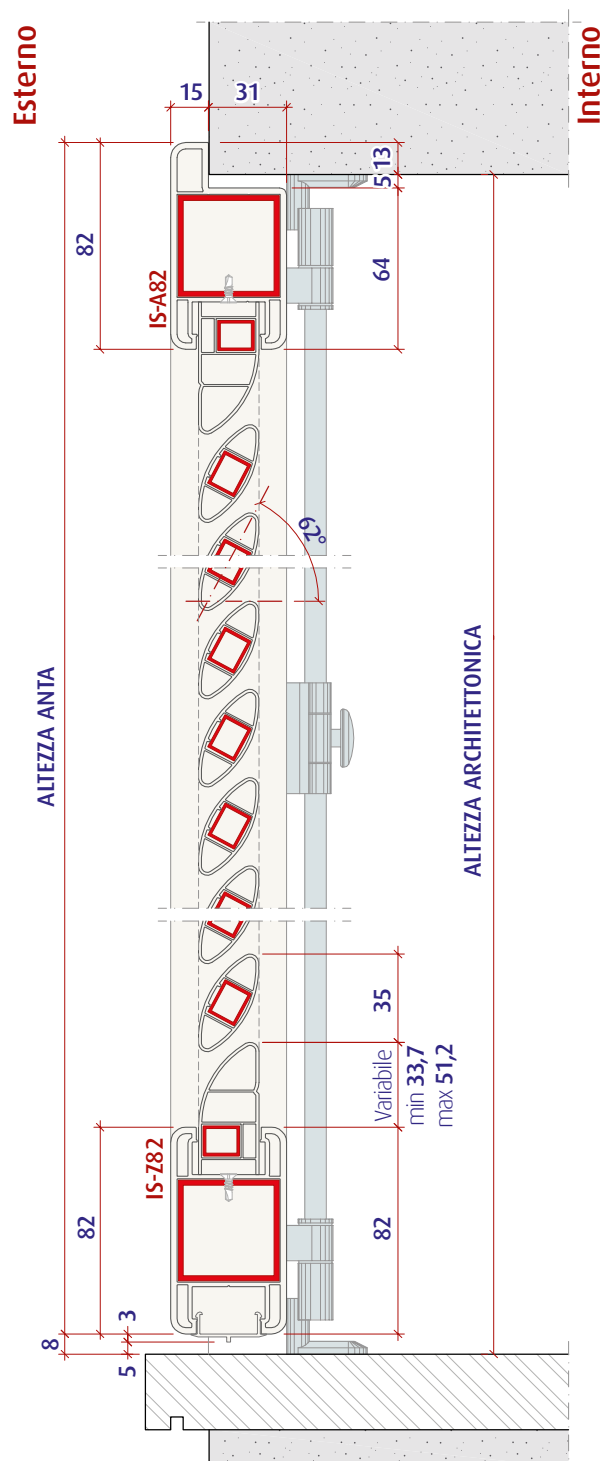 Esterno
Interno
15
31
13
5
82
64
IS-A82
62°
ALTEZZA ANTA
ALTEZZA ARCHITETTONICA
35
Variabile
min 33,7
max 51,2
IS-Z82
82
82
3
8
5